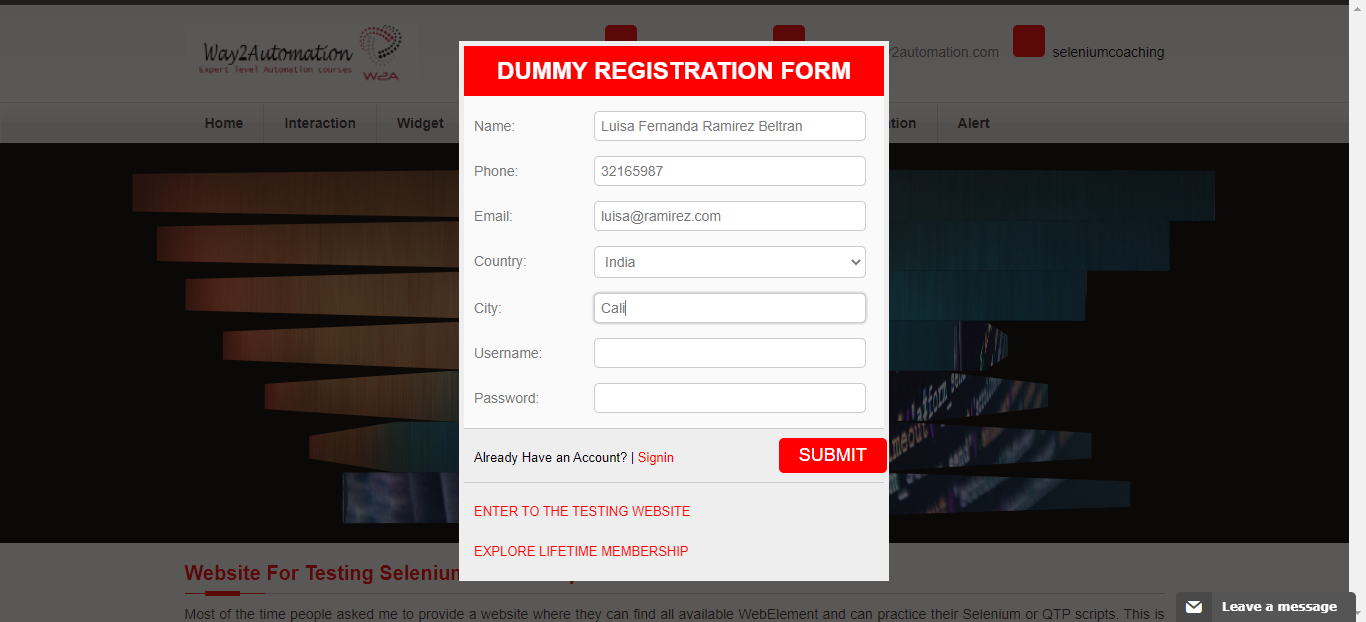 Way2Automation
Expert level Automation courses
W2A
2automation.com
seleniumcoaching
Home
Interaction
Widget
tion
Alert
DUMMY REGISTRATION FORM
Name:
Luisa Fernanda Ramirez Beltran
Phone:
32165987
Email:
luisa@ramirez.com
Country:
India
City:
Cali
Username:
Password:
Already Have an Account? | Signin
SUBMIT
ENTER TO THE TESTING WEBSITE
EXPLORE LIFETIME MEMBERSHIP
Website For Testing Seleniu
Most of the time people asked me to provide a website where they can find all available WebElement and can practice their Selenium or QTP scripts. This is
Leave a message